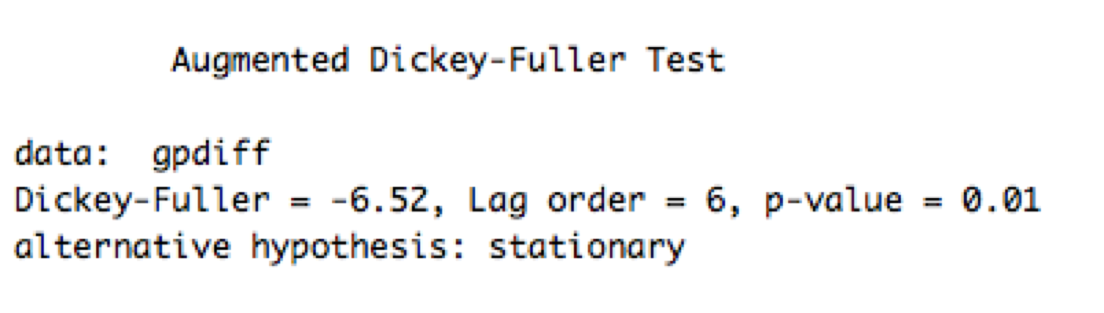 Augmented Dickey-Fuller Test
data:  gpdiff
Dickey-Fuller = -6.52, Lag order = 6, p-value = 0.01
alternative hypothesis: stationary